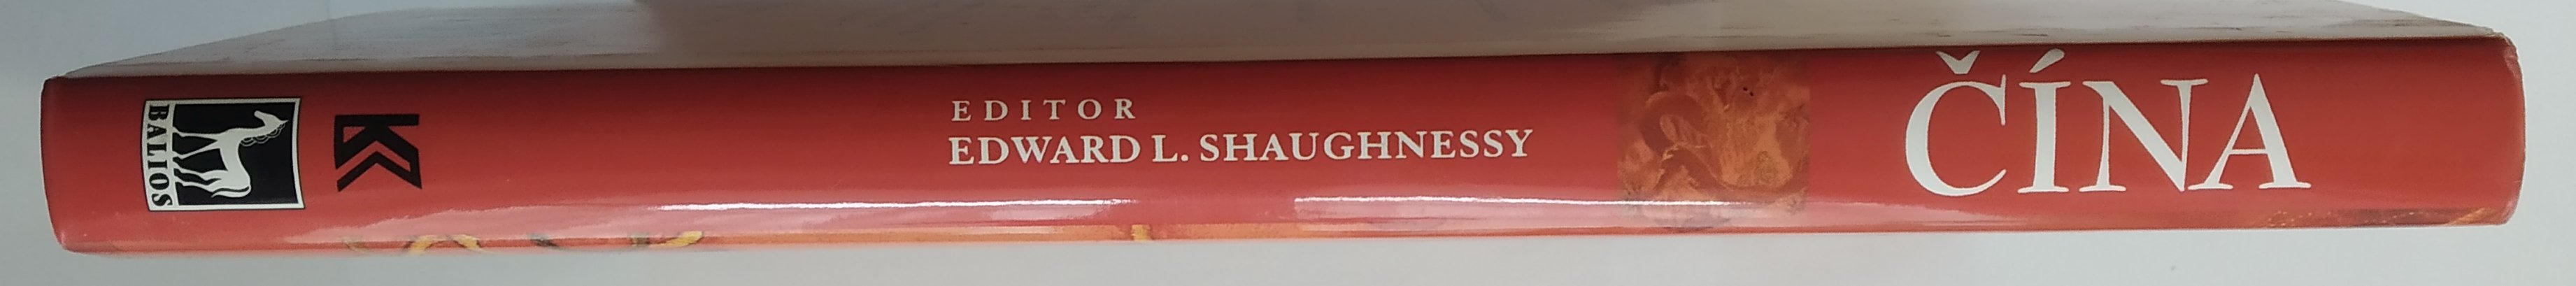 BALIOS
K
EDITOR
EDWARD L. SHAUGHNESSY
ČÍNA